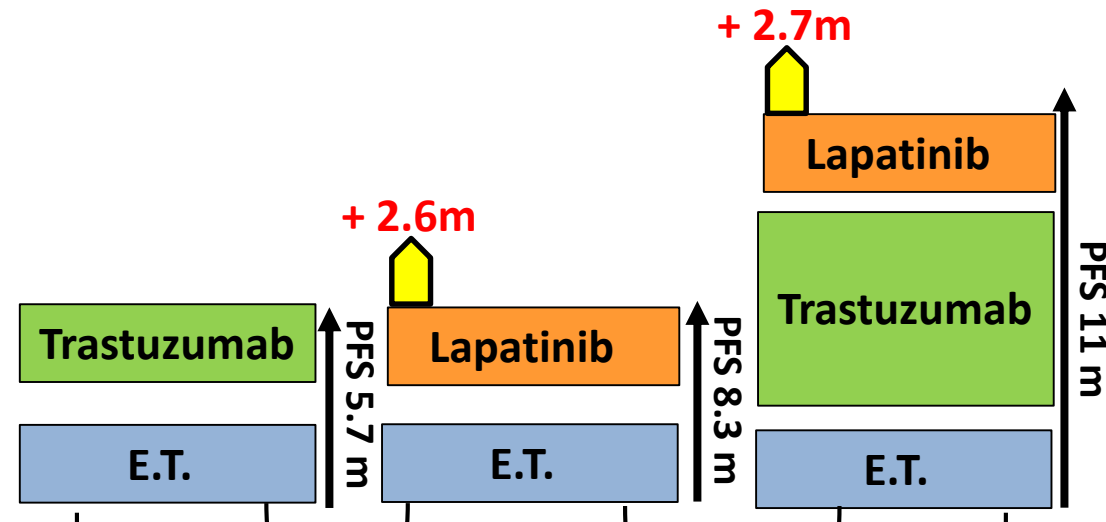 + 2.7m
Lapatinib
+ 2.6m
Trastuzumab
PFS 11 m
Trastuzumab
PFS 5.7 m
Lapatinib
PFS 8.3 m
E.T.
E.T.
E.T.